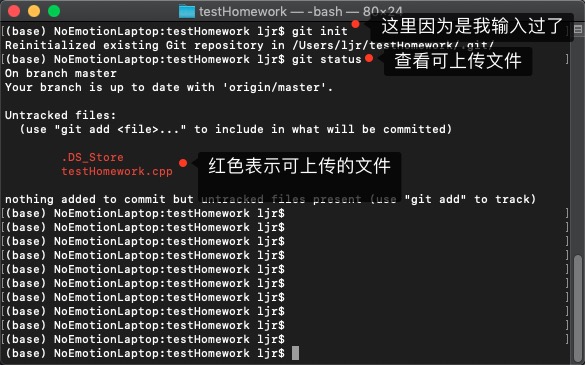 testHomework — -bash — 80×24
[(base) NoEmotionLaptop:testHomework ljr$ git init
这里因为是我输入过了
Reinitialized existing Git repository in /Users/ljr/testHomework/.git/
[(base) NoEmotionLaptop:testHomework ljr$ git status
查看可上传文件
On branch master
Your branch is up to date with 'origin/master'.
Untracked files:
(use "git add <file>..." to include in what will be committed)
.DS_Store
testHomework.cpp
红色表示可上传的文件
nothing added to commit but untracked files present (use "git add" to track)
[(base) NoEmotionLaptop:testHomework ljr$ ]
[(base) NoEmotionLaptop:testHomework ljr$ ]
[(base) NoEmotionLaptop:testHomework ljr$ ]
[(base) NoEmotionLaptop:testHomework ljr$ ]
[(base) NoEmotionLaptop:testHomework ljr$ ]
[(base) NoEmotionLaptop:testHomework ljr$ ]
[(base) NoEmotionLaptop:testHomework ljr$ ]
[(base) NoEmotionLaptop:testHomework ljr$ ]
[(base) NoEmotionLaptop:testHomework ljr$ ]
[(base) NoEmotionLaptop:testHomework ljr$ ]
(base) NoEmotionLaptop:testHomework ljr$